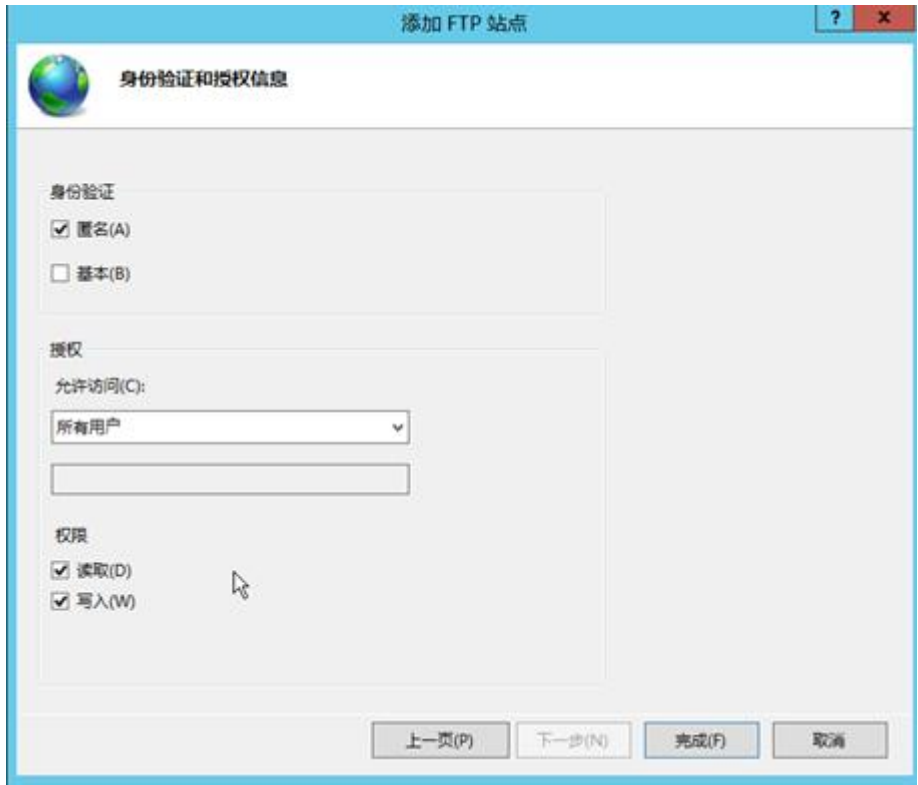 添加 FTP 站点
?
x
身份验证和授权信息
身份验证
匿名(A)
基本(B)
授权
允许访问(C):
所有用户
权限
读取(D)
写入(W)
上一页(P) 下一步(N) 完成(F) 取消